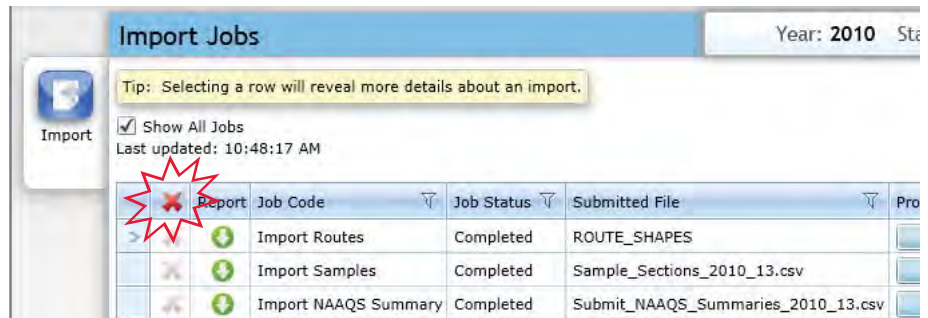 Import Jobs
Year: 2010 Sta
Tip: Selecting a row will reveal more details about an import.
Import
Show All Jobs
Last updated: 10:48:17 AM
Report Job Code Job Status Submitted File Pro
Import Routes Completed ROUTE_SHAPES
Import Samples Completed Sample_Sections_2010_13.csv
Import NAAQS Summary Completed Submit_NAAQS_Summaries_2010_13.csv